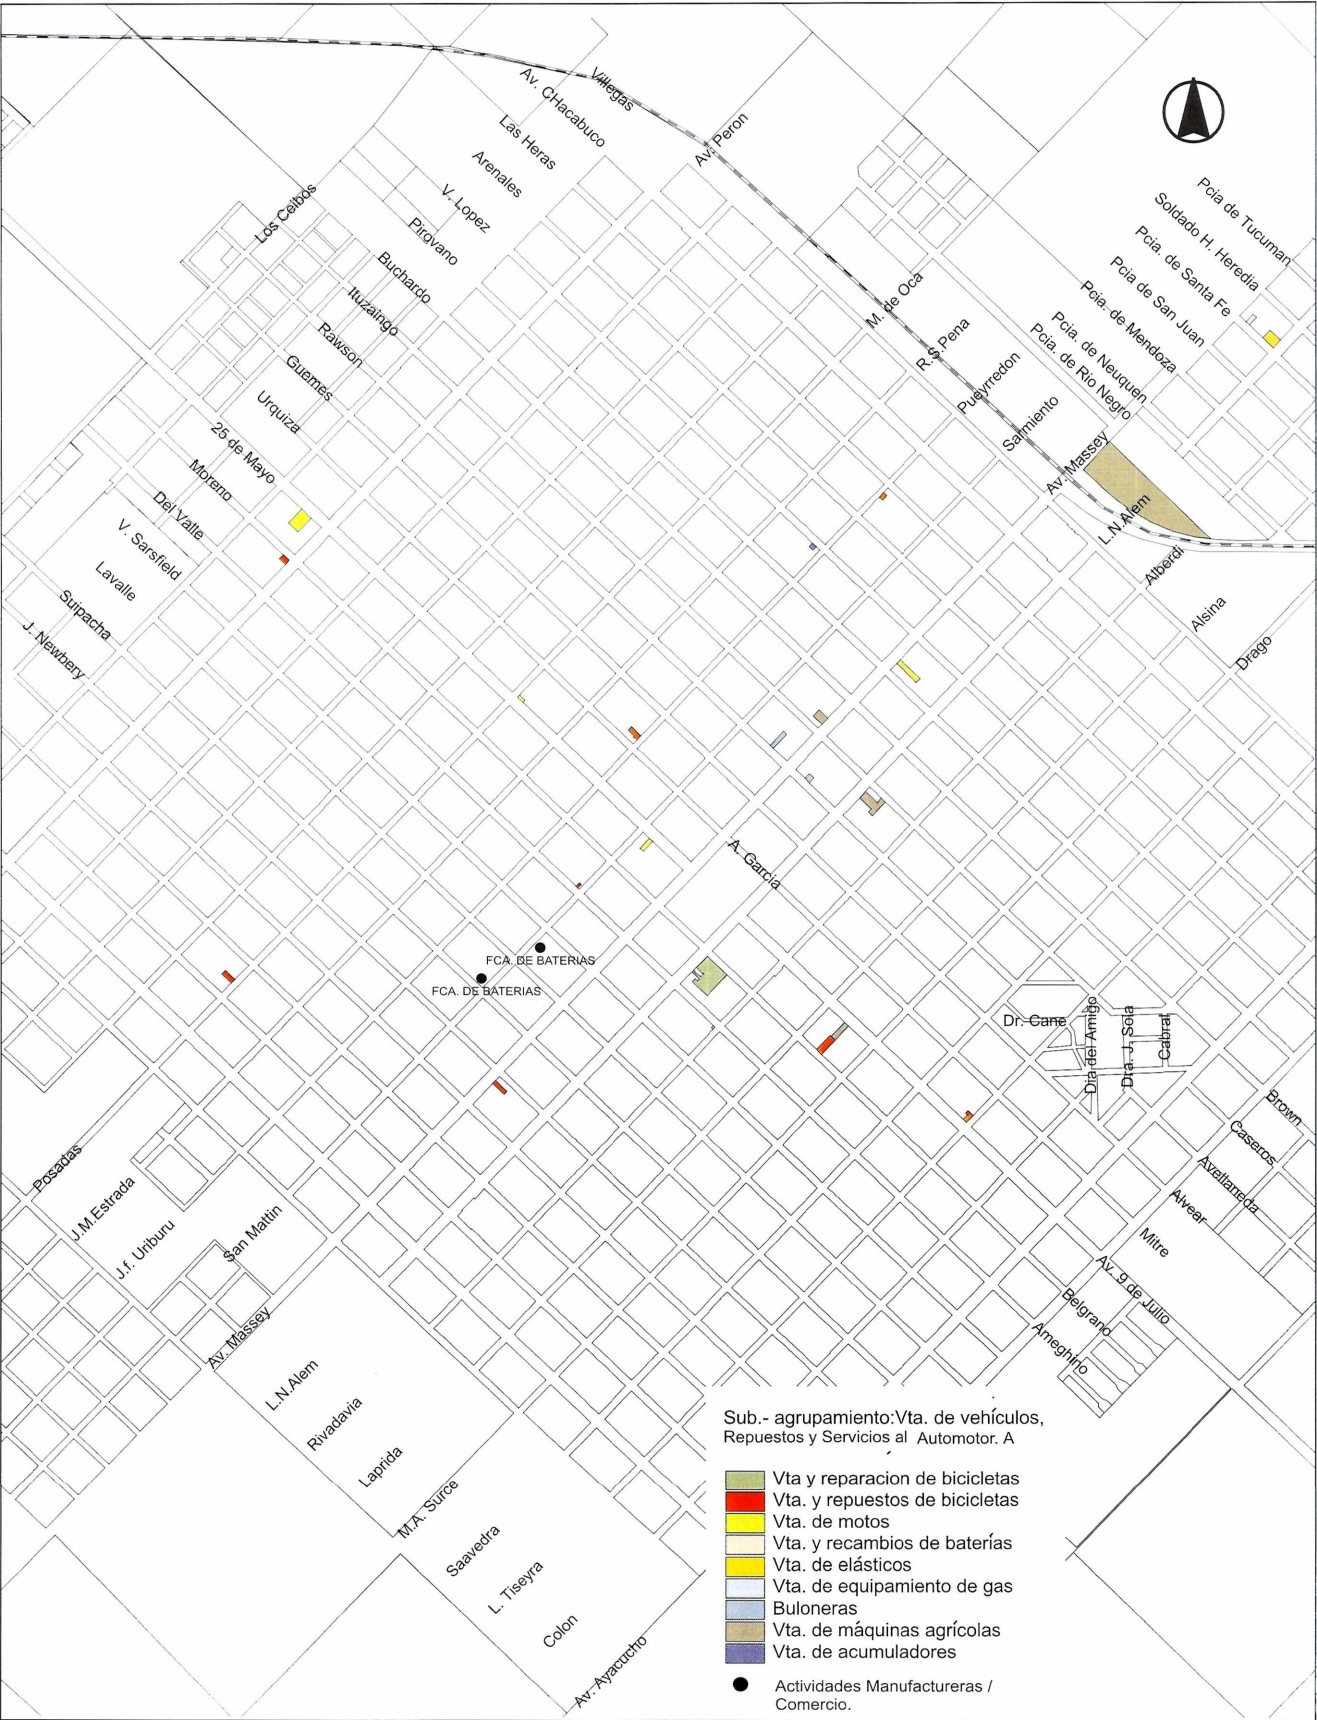 Villegas
Av. CHacabuco
Las Heras
Av. Peron
Arenales
V. Lopez
Los Ceibos
Pirovano
Buchardo
Ituzaingo
Rawson
Guemes
Urquiza
25 de Mayo
Moreno
Del Valle
V. Sarsfield
Lavalle
Suipacha
J. Newbery
Pcia de Tucuman
Soldado H. Heredia
Pcia. de Santa Fe
Pcia de San Juan
Pcia. de Mendoza
Pcia. de Neuquen
Pcia. de Rio Negro
M. de Oca
R.S.Pena
Pueyrredon
Sarmiento
Av. Massey
L.N.Alem
Alberdi
Alsina
Drago
A. Garcia
FCA. DE BATERIAS
FCA. DE BATERIAS
Dr. Cane
Dia del Amigo
Dra. J. Sola
Cabral
Brown
Caseros
Avellaneda
Alvear
Mitre
Av. 9 de Julio
Belgrano
Ameghino
Posadas
J.M.Estrada
J.f. Uriburu
San Mattin
Av. Massey
L.N.Alem
Rivadavia
Laprida
M.A. Surce
Saavedra
L. Tiseyra
Colon
Av. Ayacucho
Sub.- agrupamiento:Vta. de vehículos,
Repuestos y Servicios al Automotor. A
Vta y reparacion de bicicletas
Vta. y repuestos de bicicletas
Vta. de motos
Vta. y recambios de baterías
Vta. de elásticos
Vta. de equipamiento de gas
Buloneras
Vta. de máquinas agrícolas
Vta. de acumuladores
Actividades Manufactureras /
Comercio.